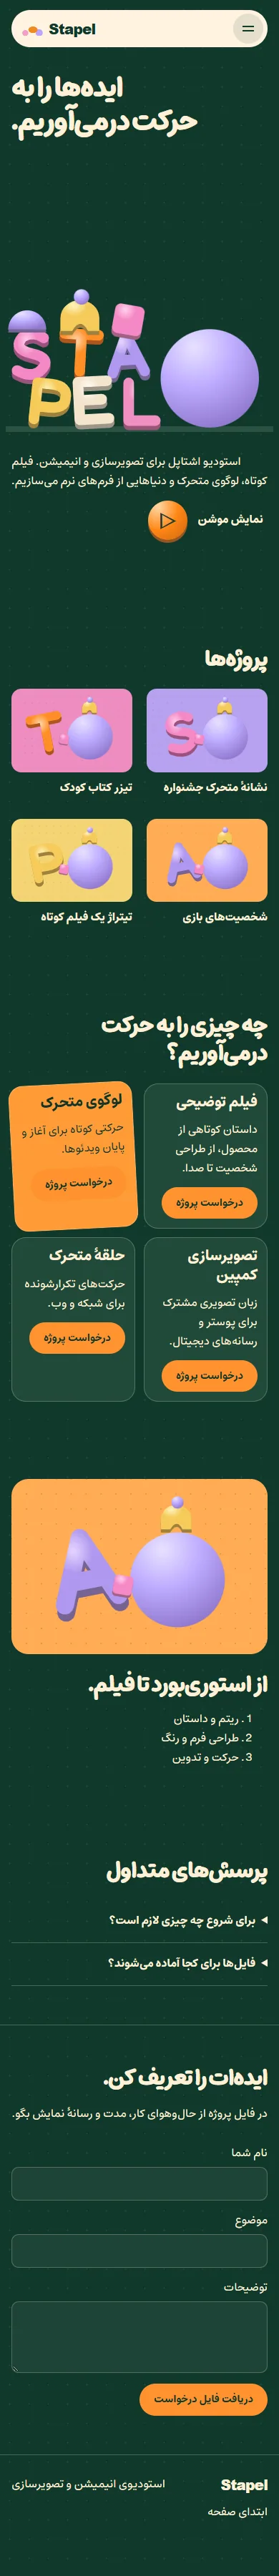 Stapel
ایده‌ها را به
حرکت درمی‌آوریم.
STA
PEL
استودیو اشتاپل برای تصویرسازی و انیمیشن. فیلم
کوتاه، لوگوی متحرک و دنیاهایی از فرم‌های نرم می‌سازیم.
نمایش موشن
پروژه‌ها
S
T
نشانهٔ متحرک جشنواره
تیزر کتاب کودک
A
P
شخصیت‌های بازی
تیتراژ یک فیلم کوتاه
چه چیزی را به حرکت
درمی‌آوریم؟
فیلم توضیحی
داستان کوتاهی از
محصول، از طراحی
شخصیت تا صدا.
درخواست پروژه
لوگوی متحرک
حرکتی کوتاه برای آغاز و
پایان ویدئوها.
درخواست پروژه
تصویرسازی
کمپین
زبان تصویری مشترک
برای پوستر و
رسانه‌های دیجیتال.
درخواست پروژه
حلقهٔ متحرک
حرکت‌های تکرارشونده
برای شبکه و وب.
درخواست پروژه
A
از استوری‌بورد تا فیلم.
1. ریتم و داستان
2. طراحی فرم و رنگ
3. حرکت و تدوین
پرسش‌های متداول
برای شروع چه چیزی لازم است؟
فایل‌ها برای کجا آماده می‌شوند؟
ایده‌ات را تعریف کن.
در فایل پروژه از حال‌وهوای کار، مدت و رسانهٔ نمایش بگو.
نام شما
موضوع
توضیحات
دریافت فایل درخواست
Stapel
استودیوی انیمیشن و تصویرسازی
ابتدای صفحه